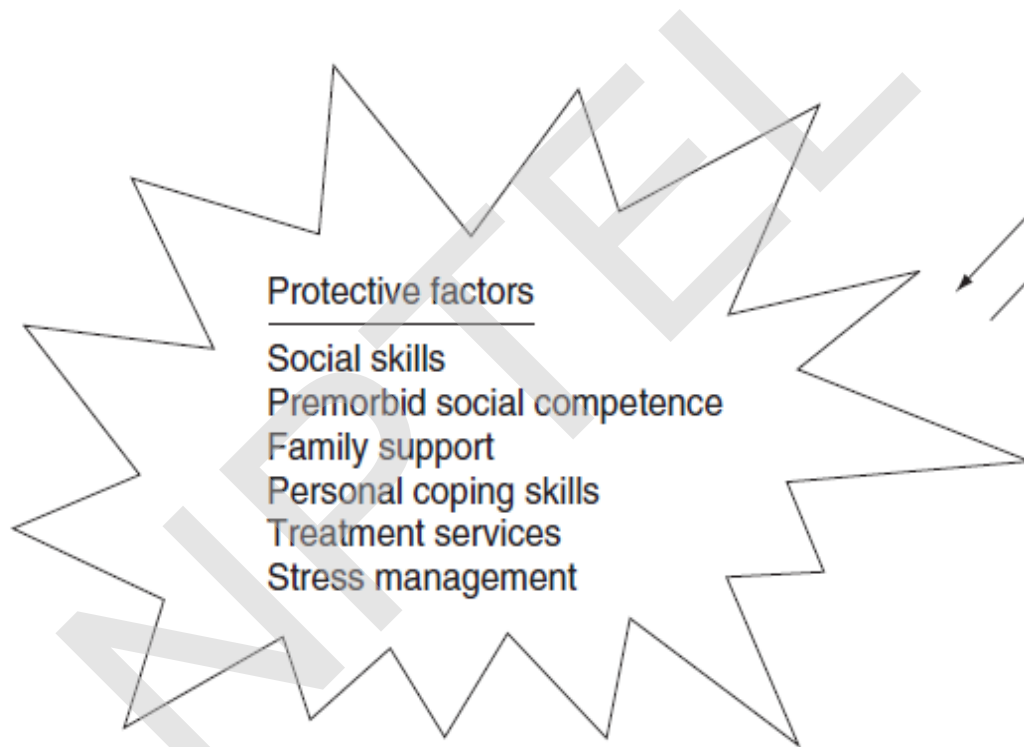 Protective factors
Social skills
Premorbid social competence
Family support
Personal coping skills
Treatment services
Stress management
NPTEL